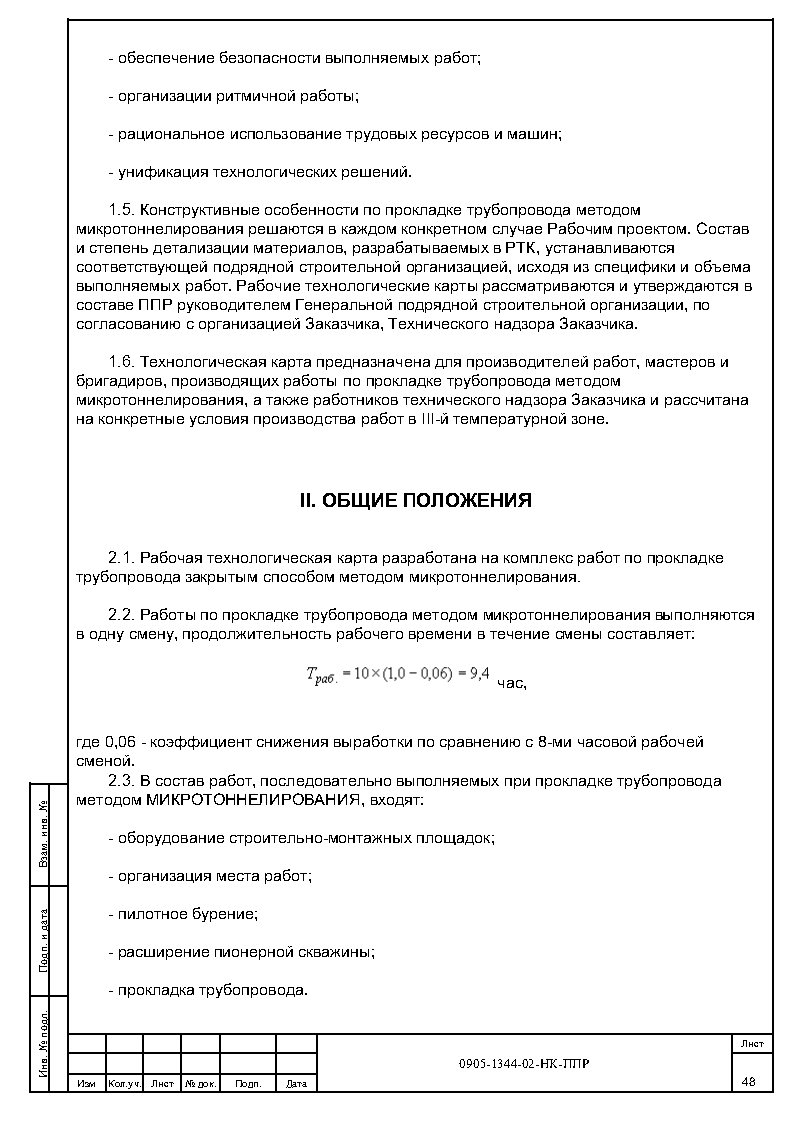 - обеспечение безопасности выполняемых работ;
- организации ритмичной работы;
- рациональное использование трудовых ресурсов и машин;
- унификация технологических решений.
1.5. Конструктивные особенности по прокладке трубопровода методом
микротоннелирования решаются в каждом конкретном случае Рабочим проектом. Состав
и степень детализации материалов, разрабатываемых в РТК, устанавливаются
соответствующей подрядной строительной организацией, исходя из специфики и объема
выполняемых работ. Рабочие технологические карты рассматриваются и утверждаются в
составе ППР руководителем Генеральной подрядной строительной организации, по
согласованию с организацией Заказчика, Технического надзора Заказчика.
1.6. Технологическая карта предназначена для производителей работ, мастеров и
бригадиров, производящих работы по прокладке трубопровода методом
микротоннелирования, а также работников технического надзора Заказчика и рассчитана
на конкретные условия производства работ в III-й температурной зоне.
II. ОБЩИЕ ПОЛОЖЕНИЯ
2.1. Рабочая технологическая карта разработана на комплекс работ по прокладке
трубопровода закрытым способом методом микротоннелирования.
2.2. Работы по прокладке трубопровода методом микротоннелирования выполняются
в одну смену, продолжительность рабочего времени в течение смены составляет:
Tраб. = 10×(1,0 − 0,06) = 9,4 час,
где 0,06 - коэффициент снижения выработки по сравнению с 8-ми часовой рабочей
сменой.
2.3. В состав работ, последовательно выполняемых при прокладке трубопровода
методом МИКРОТОННЕЛИРОВАНИЯ, входят:
- оборудование строительно-монтажных площадок;
- организация места работ;
- пилотное бурение;
- расширение пионерной скважины;
- прокладка трубопровода.
Взам. инв. №
Подп. и дата
Инв. № подл.
Изм Кол.уч. Лист № док. Подп. Дата
0905-1344-02-НК-ППР
Лист
48